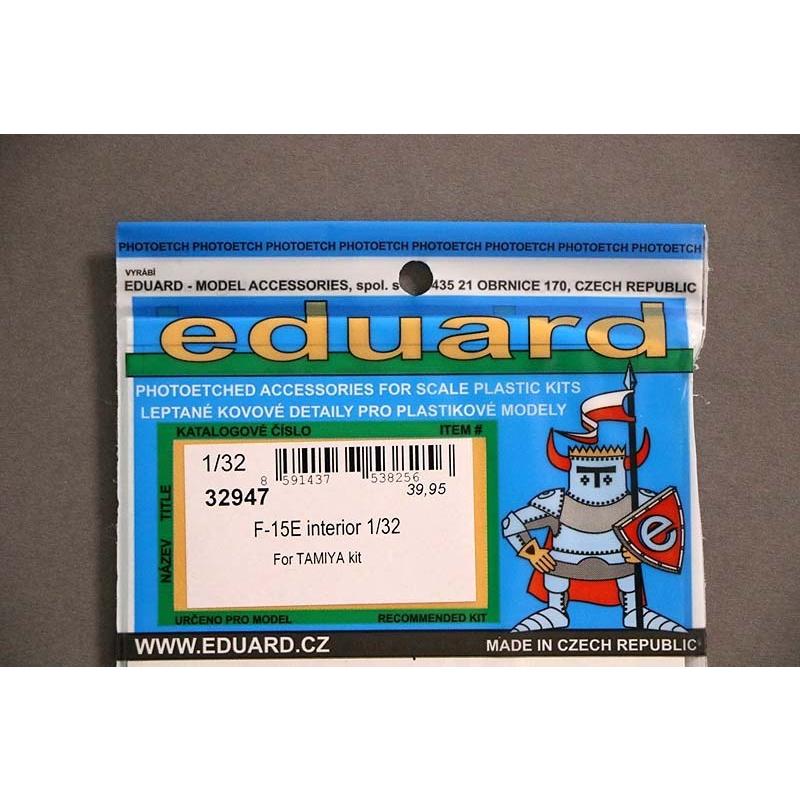 PHOTOETCH PHOTOETCH PHOTOETCH PHOTOETCH PHOTOETCH PHOTOETCH PHOTOETCH PHOTOETCH
VYRÁBÍ
EDUARD - MODEL ACCESSORIES, spol. s 435 21 OBRNICE 170, CZECH REPUBLIC
eduard
PHOTOETCHED ACCESSORIES FOR SCALE PLASTIC KITS
LEPTANÉ KOVOVÉ DETAILY PRO PLASTIKOVÉ MODELY
KATALOGOVÉ ČÍSLO ITEM #
NÁZEV TITLE
1/32
8 591437 538256
32947 39,95
F-15E interior 1/32
For TAMIYA kit
e
URČENO PRO MODEL RECOMMENDED KIT
WWW.EDUARD.CZ MADE IN CZECH REPUBLIC